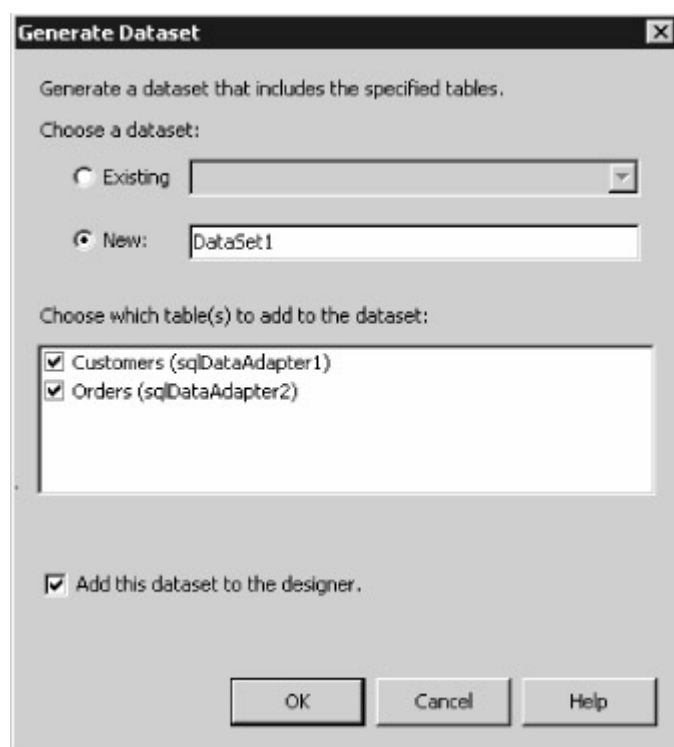 Generate Dataset
Generate a dataset that includes the specified tables.
Choose a dataset:
Existing
New:
DataSet1
Choose which table(s) to add to the dataset:
Customers (sqlDataAdapter1)
Orders (sqlDataAdapter2)
Add this dataset to the designer.
OK
Cancel
Help